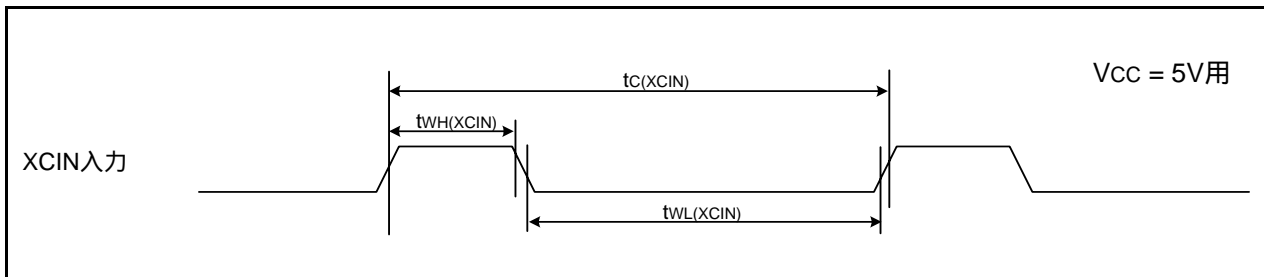 VCC = 5V用
tC(XCIN)
tWH(XCIN)
XCIN入力
tWL(XCIN)